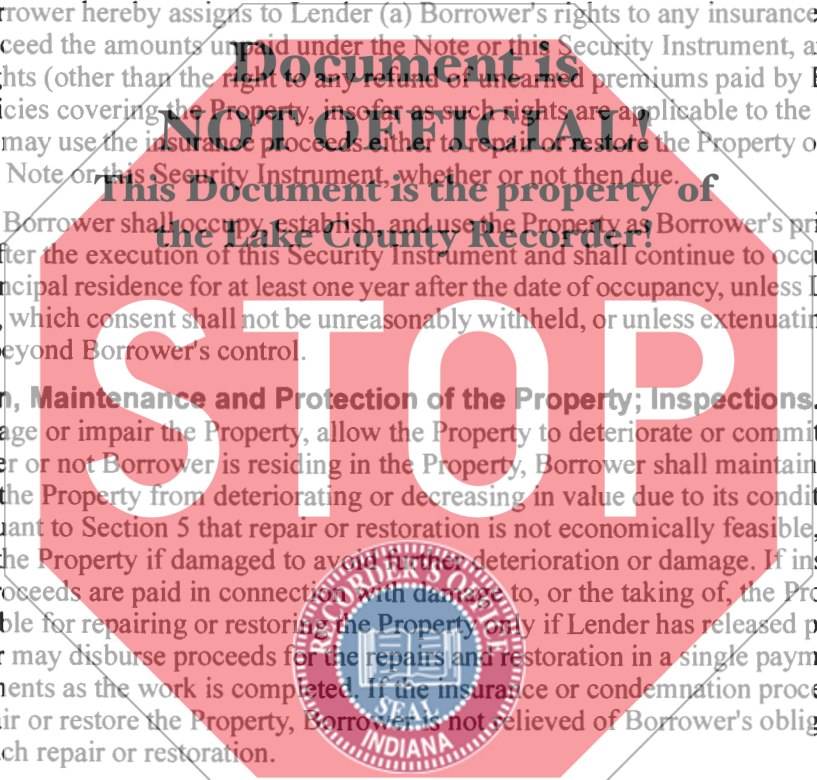 rrower hereby assigns to Lender (a) Borrower's rights to any insurance
ceed the amounts unpaid under the Note or this Security Instrument, a
hts (other than the right to any refund of unearned premiums paid by B
icies covering the Property, insofar as such rights are applicable to the
may use the insurance proceeds either to repair or restore the Property o
Note or this Security Instrument, whether or not then due.
Document is
NOT OFFICIAL!
This Document is the property of
the Lake County Recorder!
Borrower shall occupy, establish, and use the Property as Borrower's pri
fter the execution of this Security Instrument and shall continue to occu
ncipal residence for at least one year after the date of occupancy, unless L
, which consent shall not be unreasonably withheld, or unless extenuatin
eyond Borrower's control.
STOP
n, Maintenance and Protection of the Property; Inspections.
age or impair the Property, allow the Property to deteriorate or commit
er or not Borrower is residing in the Property, Borrower shall maintain
the Property from deteriorating or decreasing in value due to its condit
uant to Section 5 that repair or restoration is not economically feasible,
he Property if damaged to avoid further deterioration or damage. If ins
oceeds are paid in connection with damage to, or the taking of, the Pro
ble for repairing or restoring the Property only if Lender has released p
r may disburse proceeds for the repairs and restoration in a single paym
nents as the work is completed. If the insurance or condemnation proce
air or restore the Property, Borrower is not relieved of Borrower's oblig
ch repair or restoration.
RECORDER'S OFFICE
SEAL
INDIANA